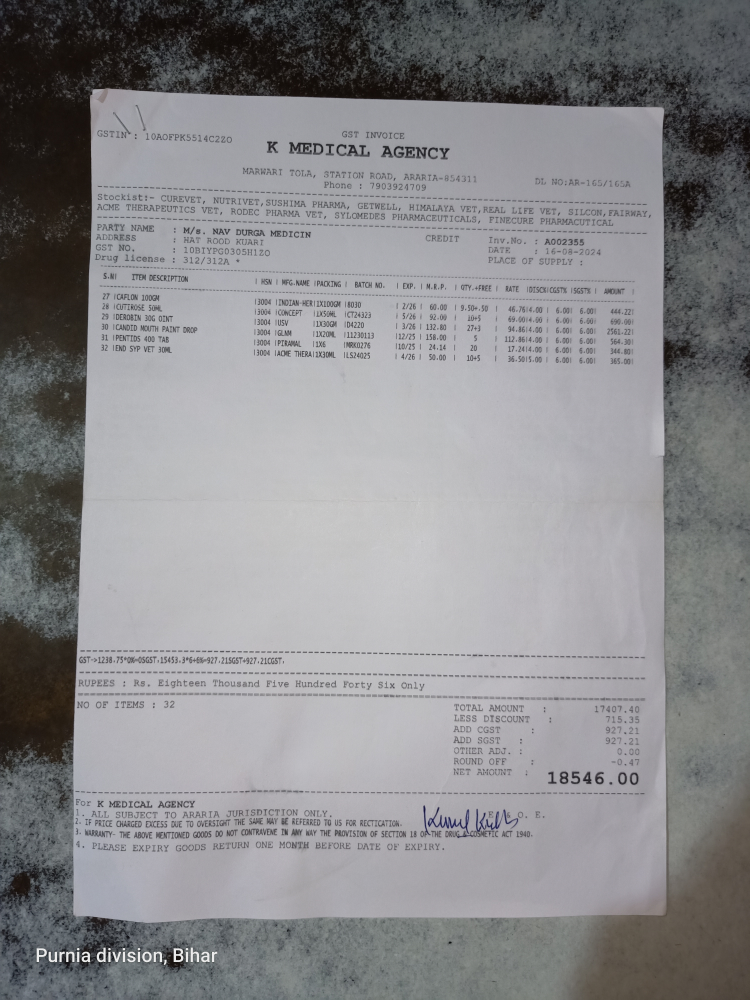 GSTIN : 10AOFPK5514C2ZO
GST INVOICE
K MEDICAL AGENCY
MARWARI TOLA, STATION ROAD, ARARIA-854311
DL NO:AR-165/165A
Phone : 7903924709
Stockist:- CUREVET, NUTRIVET,SUSHIMA PHARMA, GETWELL, HIMALAYA VET,REAL LIFE VET, SILCON,FAIRWAY,
ACME THERAPEUTICS VET, RODEC PHARMA VET, SYLOMEDES PHARMACEUTICALS, FINECURE PHARMACUTICAL
PARTY NAME : M/s. NAV DURGA MEDICIN CREDIT Inv.No. : A002355
ADDRESS : HAT ROOD KUARI DATE : 16-08-2024
GST NO. : 10BIYPG0305H1ZO PLACE OF SUPPLY :
Drug license : 312/312A *
S.N| ITEM DESCRIPTION | HSN | MFG.NAME |PACKING | BATCH NO. | EXP. | M.R.P. | QTY.+FREE | RATE |DISC%|CGST% |SGST% | AMOUNT
27 |CAFLON 100GM |3004 |INDIAN-HER|1X100GM |8030 | 2/26 | 60.00 | 9.50+.50 | 46.76|4.00 | 6.00| 6.00| 444.22|
28 |CUTIROSE 50ML |3004 |CONCEPT |1X50ML |CT24323 | 5/26 | 92.00 | 10+5 | 69.00|4.00 | 6.00| 6.00| 690.00|
29 |DEROBIN 30G OINT |3004 |USV |1X30GM |D4220 | 3/26 | 132.80 | 27+3 | 94.86|4.00 | 6.00| 6.00| 2561.22|
30 |CANDID MOUTH PAINT DROP |3004 |GLNM |1X20ML |11230113 |12/25 | 158.00 | 5 | 112.86|4.00 | 6.00| 6.00| 564.30|
31 |PENTIDS 400 TAB |3004 |PIRAMAL |1X6 |MRK0276 |10/25 | 24.14 | 20 | 17.24|4.00 | 6.00| 6.00| 344.80|
32 |END SYP VET 30ML |3004 |ACME THERA|1X30ML |LS24025 | 4/26 | 50.00 | 10+5 | 36.50|5.00 | 6.00| 6.00| 365.00|
GST->1238.75*0%=0SGST,15453.3*6+6%=927.21SGST+927.21CGST,
RUPEES : Rs. Eighteen Thousand Five Hundred Forty Six Only
NO OF ITEMS : 32
TOTAL AMOUNT : 17407.40
LESS DISCOUNT : 715.35
ADD CGST : 927.21
ADD SGST : 927.21
OTHER ADJ. : 0.00
ROUND OFF : -0.47
NET AMOUNT : 18546.00
For K MEDICAL AGENCY
1. ALL SUBJECT TO ARARIA JURISDICTION ONLY. E. & O. E.
2. IF PRICE CHARGED EXCESS DUE TO OVERSIGHT THE SAME MAY BE REFERRED TO US FOR RECTICATION.
3. WARRANTY- THE ABOVE MENTIONED GOODS DO NOT CONTRAVENE IN ANY WAY THE PROVISION OF SECTION 18 OF THE DRUG & COSMETIC ACT 1940.
4. PLEASE EXPIRY GOODS RETURN ONE MONTH BEFORE DATE OF EXPIRY.
Purnia division, Bihar